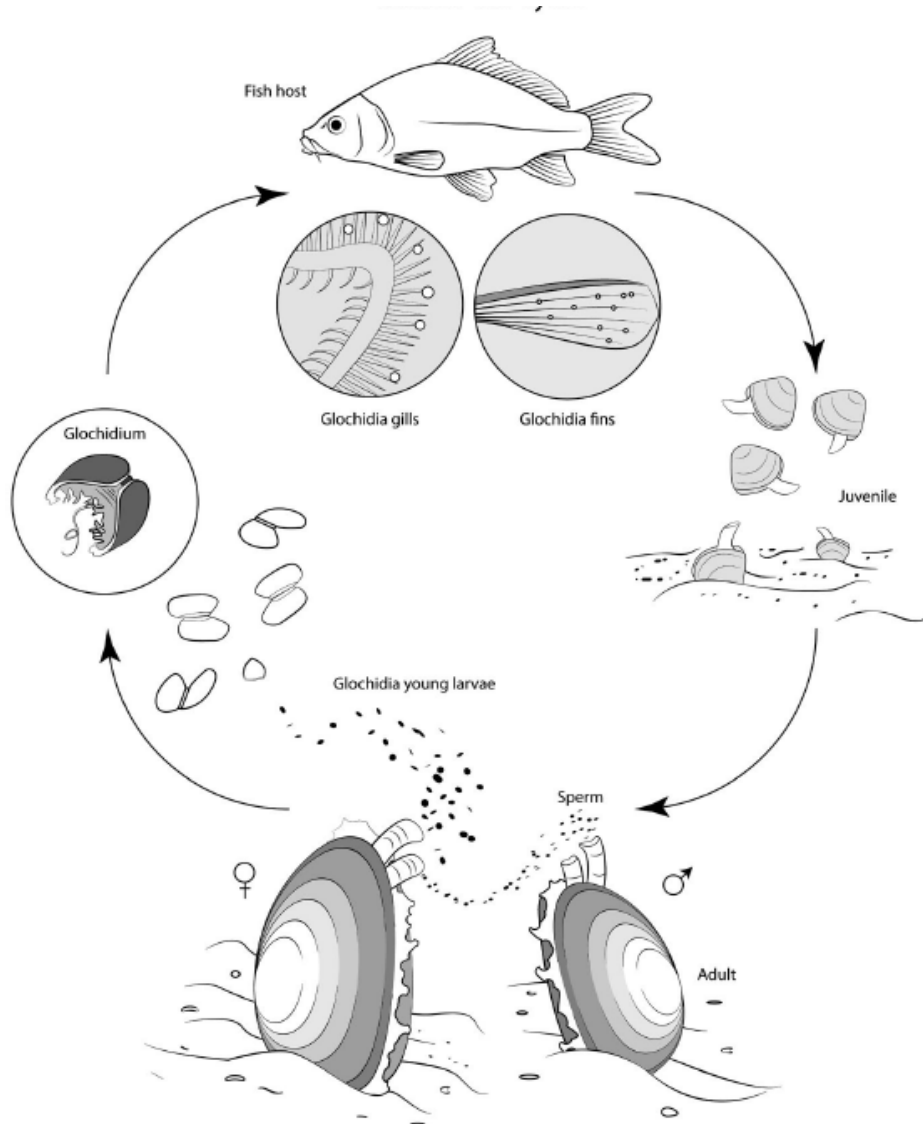 Fish host
Glochidia gills
Glochidia fins
Glochidium
Juvenile
Glochidia young larvae
Sperm
♀
♂
Adult